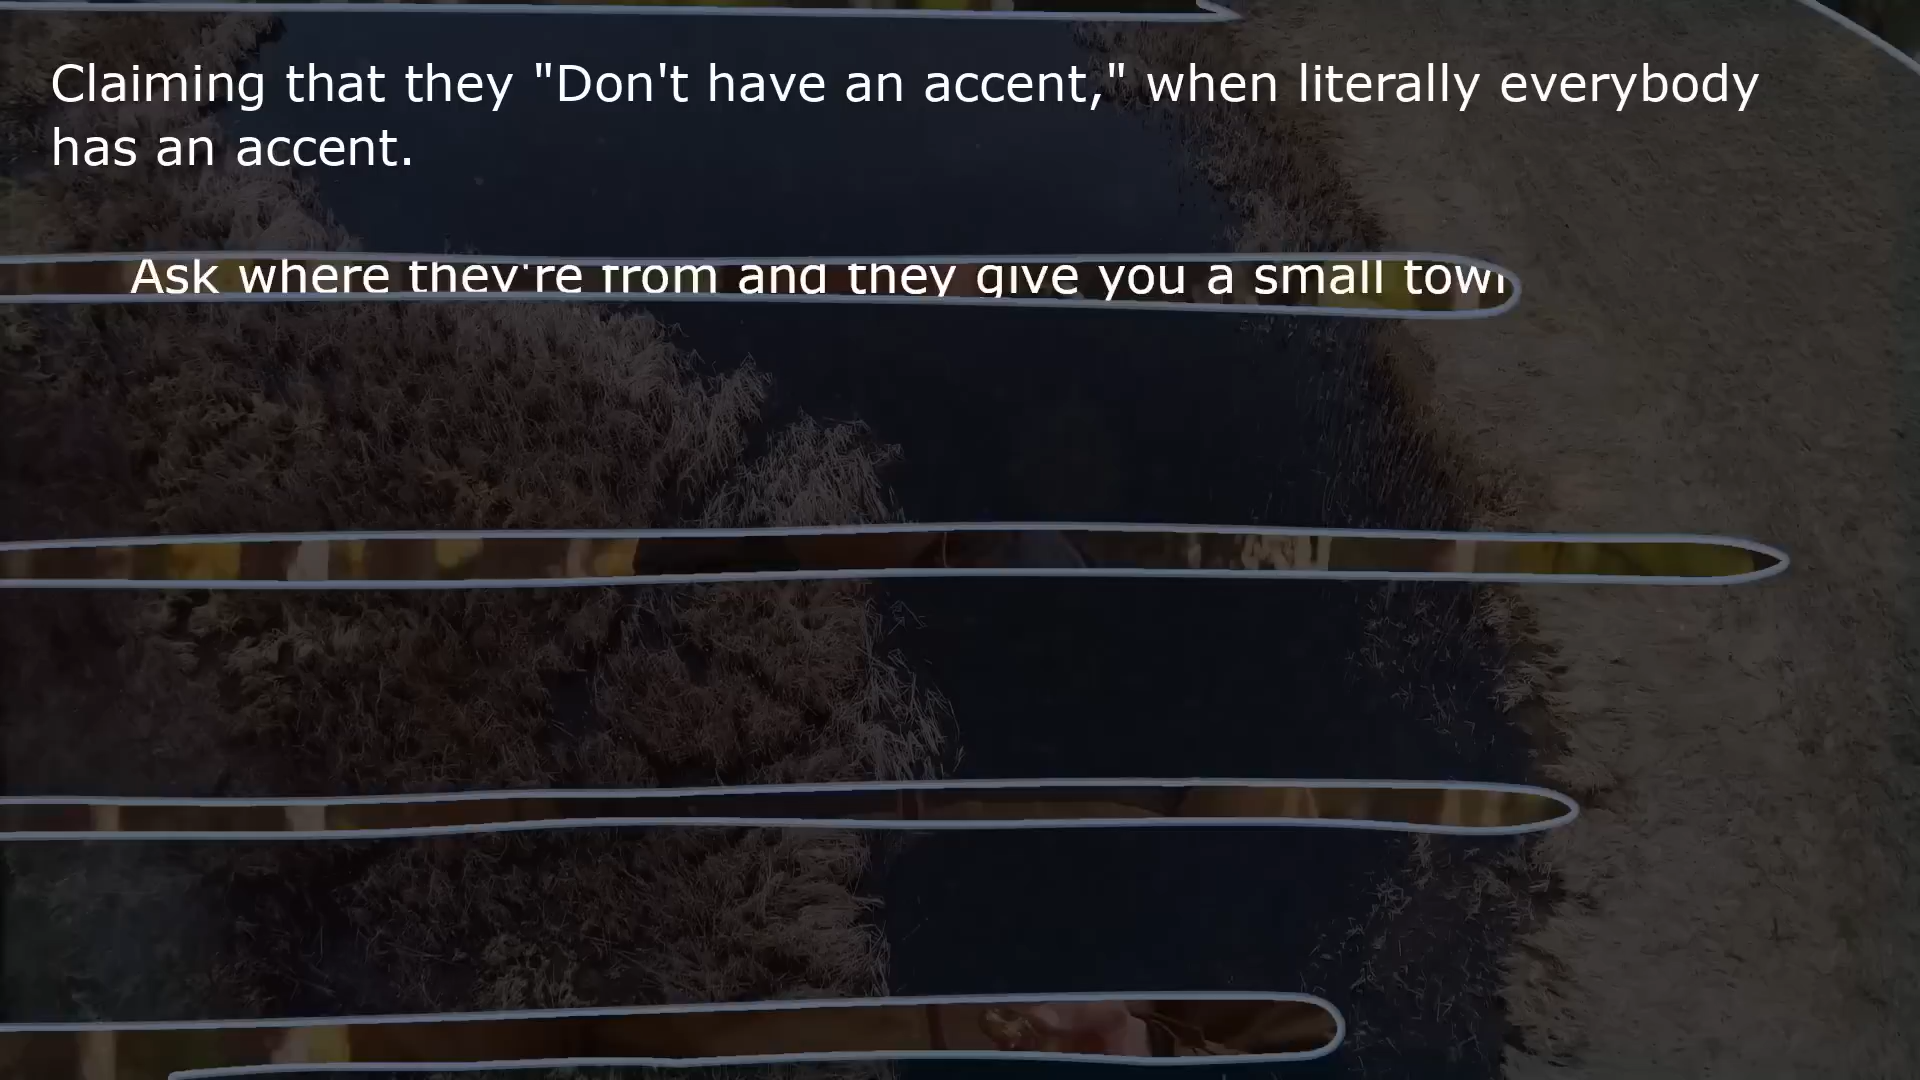 Claiming that they "Don't have an accent," when literally everybody
has an accent.
Ask where they're from and they give you a small